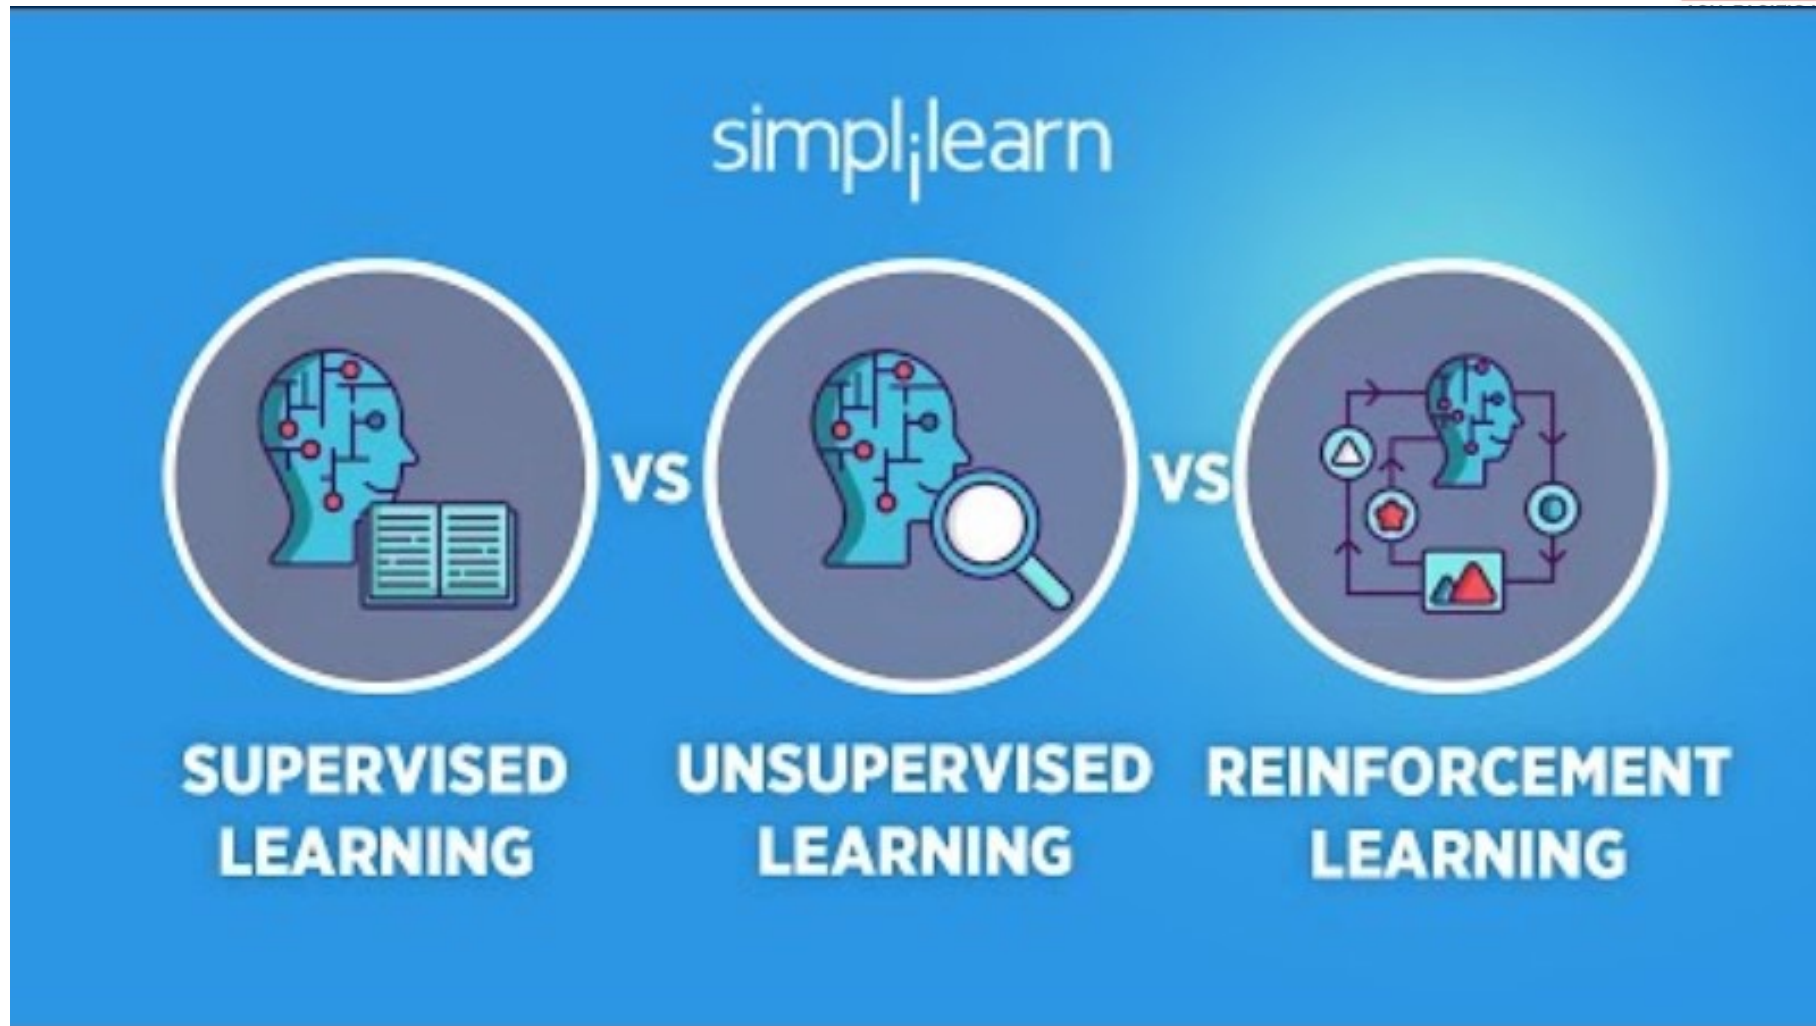 simplilearn
VS
VS
SUPERVISED
LEARNING
UNSUPERVISED
LEARNING
REINFORCEMENT
LEARNING